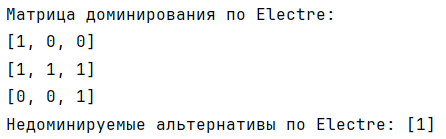 Матрица доминирования по Electre:
[1, 0, 0]
[1, 1, 1]
[0, 0, 1]
Недоминируемые альтернативы по Electre: [1]